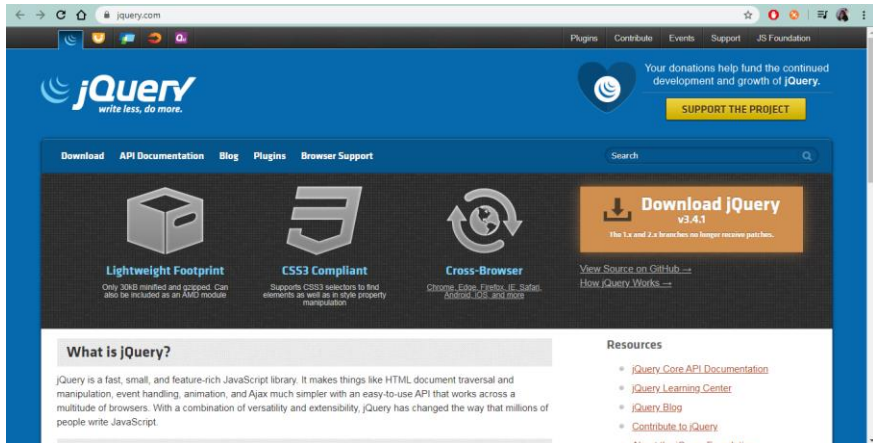 jquery.com
Plugins Contribute Events Support JS Foundation
jQuery
write less, do more.
Your donations help fund the continued
development and growth of jQuery.
SUPPORT THE PROJECT
Download API Documentation Blog Plugins Browser Support
Search
Lightweight Footprint
Only 30kB minified and gzipped. Can
also be included as an AMD module
CSS3 Compliant
Supports CSS3 selectors to find
elements as well as in style property
manipulation
Cross-Browser
Chrome, Edge, Firefox, IE, Safari,
Android, iOS, and more
Download jQuery
v3.4.1
The 1.x and 2.x branches no longer receive patches.
View Source on GitHub →
How jQuery Works →
What is jQuery?
jQuery is a fast, small, and feature-rich JavaScript library. It makes things like HTML document traversal and
manipulation, event handling, animation, and Ajax much simpler with an easy-to-use API that works across a
multitude of browsers. With a combination of versatility and extensibility, jQuery has changed the way that millions of
people write JavaScript.
Resources
jQuery Core API Documentation
jQuery Learning Center
jQuery Blog
Contribute to jQuery